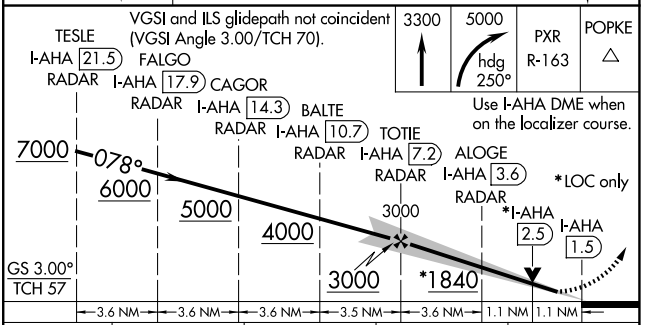 VGSI and ILS glidepath not coincident
(VGSI Angle 3.00/TCH 70).
3300
5000
hdg
250°
PXR
R-163
POPKE
Use I-AHA DME when
on the localizer course.
TESLE
I-AHA 21.5
RADAR
FALGO
I-AHA 17.9
RADAR
CAGOR
I-AHA 14.3
RADAR
BALTE
I-AHA 10.7
RADAR
TOTIE
I-AHA 7.2
RADAR
ALOGE
I-AHA 3.6
RADAR
*LOC only
*I-AHA
2.5
I-AHA
1.5
7000
078°
6000
5000
4000
3000
3000
*1840
GS 3.00°
TCH 57
3.6 NM
3.6 NM
3.6 NM
3.5 NM
3.6 NM
1.1 NM
1.1 NM